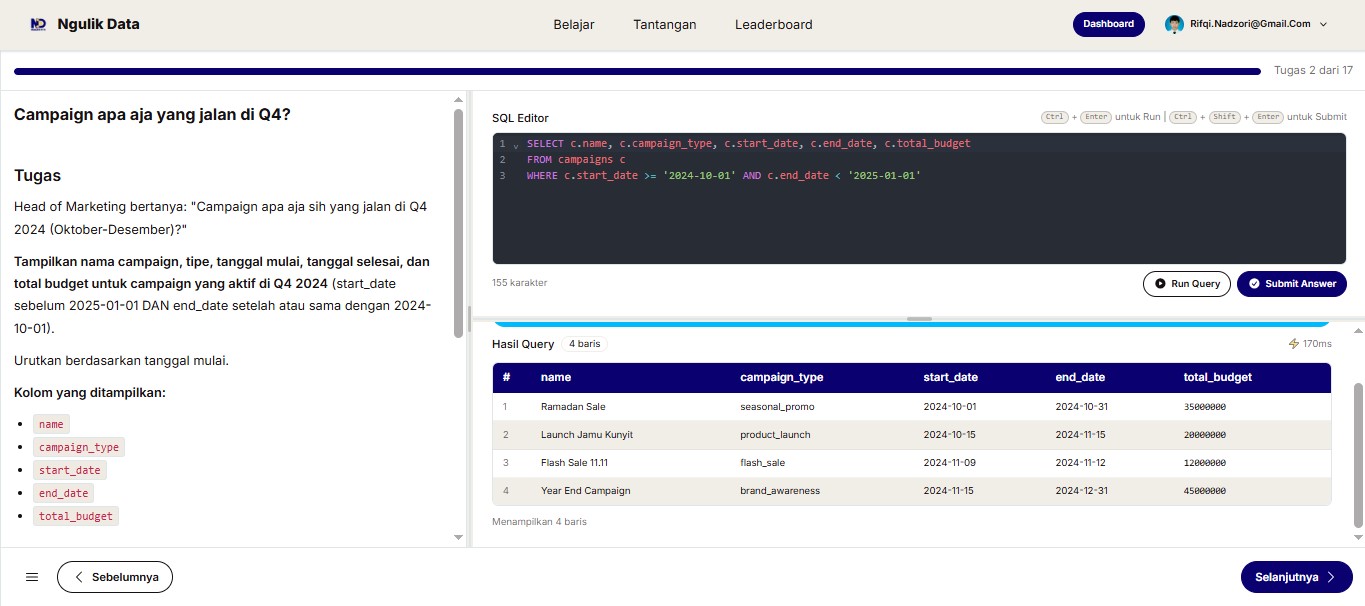 Ngulik Data
Belajar
Tantangan
Leaderboard
Dashboard
Rifqi.Nadzori@Gmail.Com
Tugas 2 dari 17
Campaign apa aja yang jalan di Q4?
Tugas
Head of Marketing bertanya: "Campaign apa aja sih yang jalan di Q4
2024 (Oktober-Desember)?"
Tampilkan nama campaign, tipe, tanggal mulai, tanggal selesai, dan
total budget untuk campaign yang aktif di Q4 2024 (start_date
sebelum 2025-01-01 DAN end_date setelah atau sama dengan 2024-
10-01).
Urutkan berdasarkan tanggal mulai.
Kolom yang ditampilkan:
name
campaign_type
start_date
end_date
total_budget
SQL Editor
Ctrl + Enter untuk Run | Ctrl + Shift + Enter untuk Submit
1 SELECT c.name, c.campaign_type, c.start_date, c.end_date, c.total_budget
2 FROM campaigns c
3 WHERE c.start_date >= '2024-10-01' AND c.end_date < '2025-01-01'
155 karakter
Run Query
Submit Answer
Hasil Query 4 baris
170ms
# name campaign_type start_date end_date total_budget
1 Ramadan Sale seasonal_promo 2024-10-01 2024-10-31 35000000
2 Launch Jamu Kunyit product_launch 2024-10-15 2024-11-15 20000000
3 Flash Sale 11.11 flash_sale 2024-11-09 2024-11-12 12000000
4 Year End Campaign brand_awareness 2024-11-15 2024-12-31 45000000
Menampilkan 4 baris
Sebelumnya
Selanjutnya